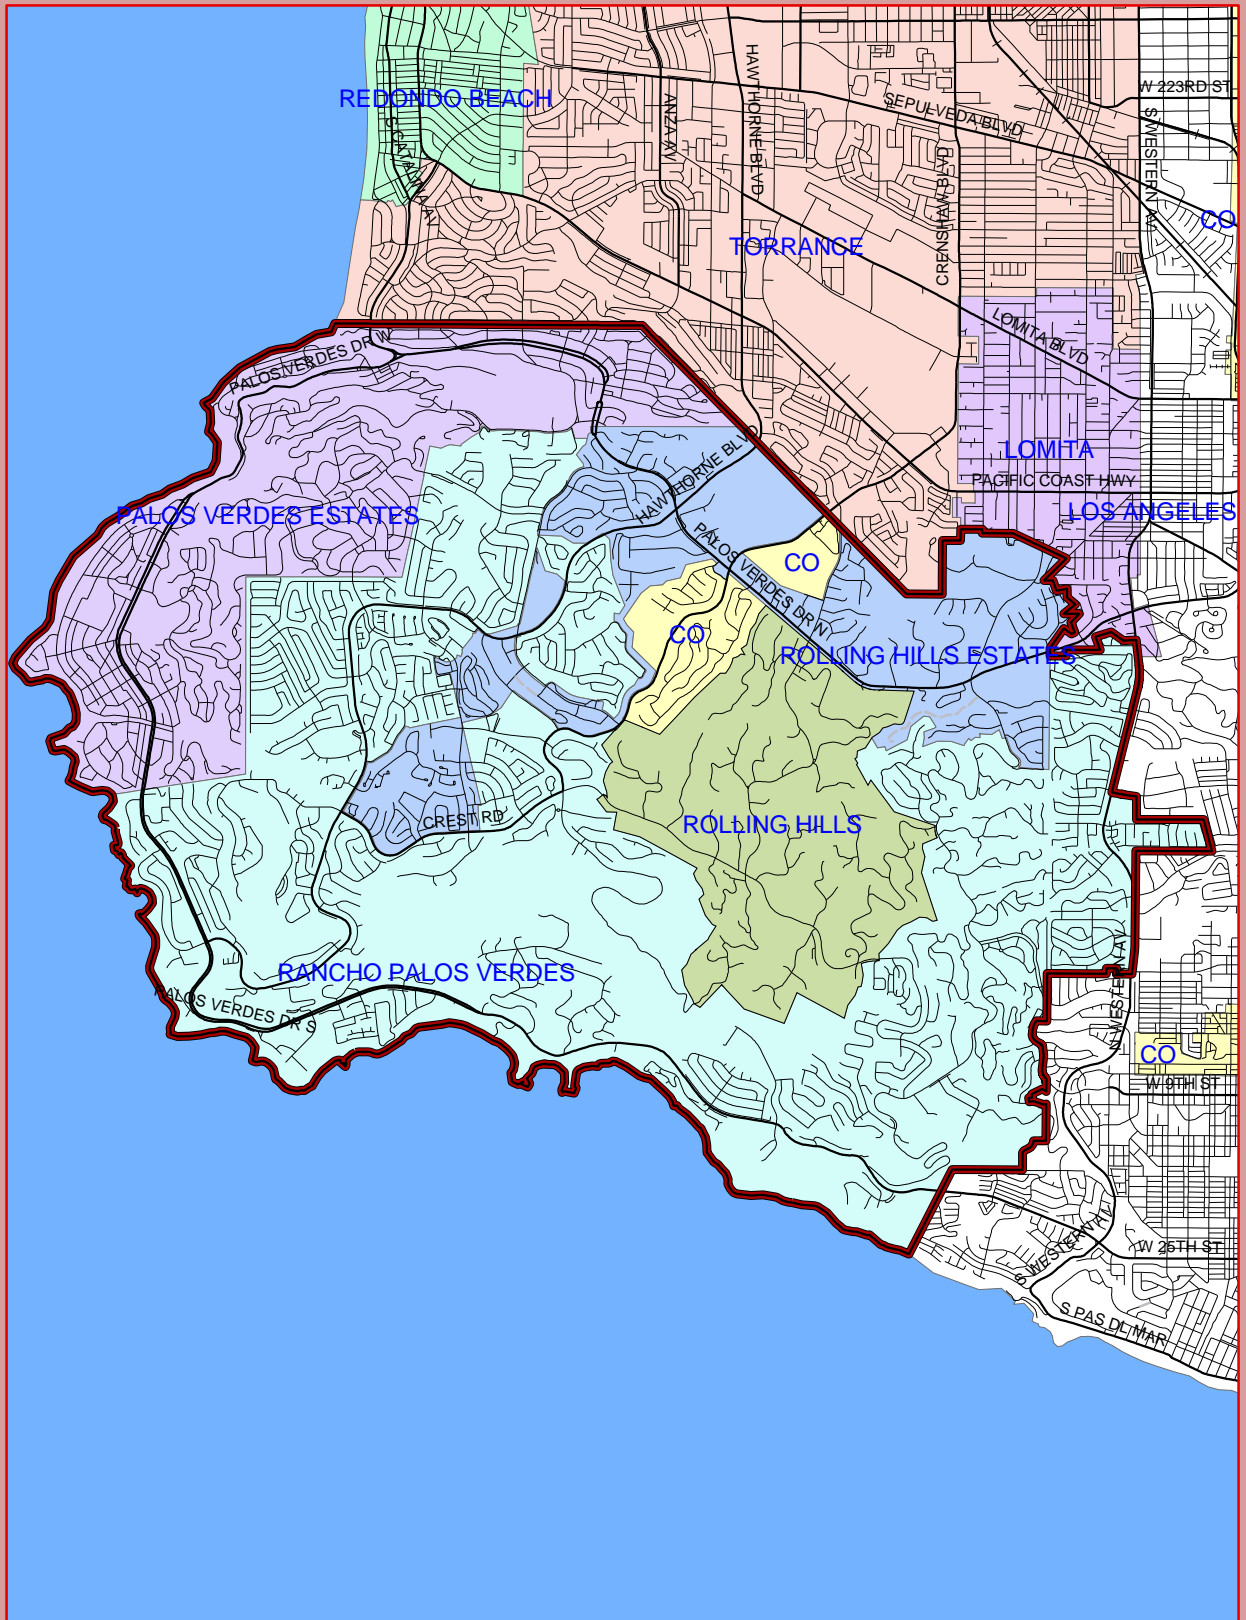 W 223RD ST
REDONDO BEACH
SEPULVEDA BLVD
HAWTHORNE BLVD
ANZA AV
S CATALINA AV
S WESTERN AV
CRENSHAW BLVD
CO
TORRANCE
LOMITA BLVD
PALOS VERDES DR W
HAWTHORNE BLVD
LOMITA
PACIFIC COAST HWY
PALOS VERDES ESTATES
LOS ANGELES
CO
PALOS VERDES DR N
CO
ROLLING HILLS ESTATES
CREST RD
ROLLING HILLS
RANCHO PALOS VERDES
PALOS VERDES DR S
N WESTERN AV
CO
W 9TH ST
S WESTERN AV
W 25TH ST
S PAS DL MAR